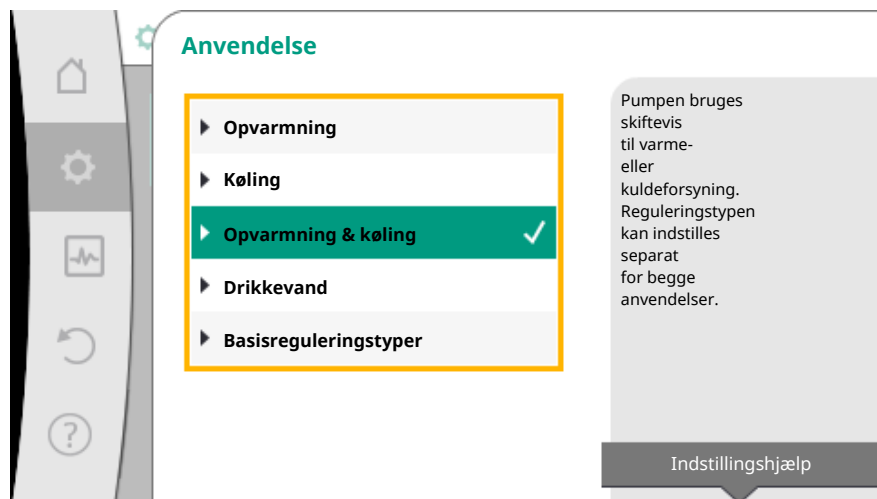 Anvendelse
Opvarmning
Køling
Opvarmning & køling
Drikkevand
Basisreguleringstyper
Pumpen bruges
skiftevis
til varme-
eller
kuldeforsyning.
Reguleringstypen
kan indstilles
separat
for begge
anvendelser.
Indstillingshjælp
?